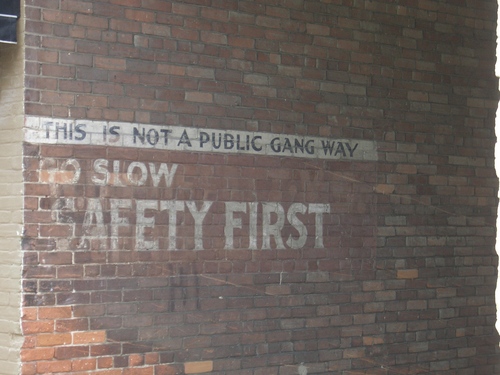 THIS IS NOT A PUBLIC GANG WAY
GO SLOW
SAFETY FIRST